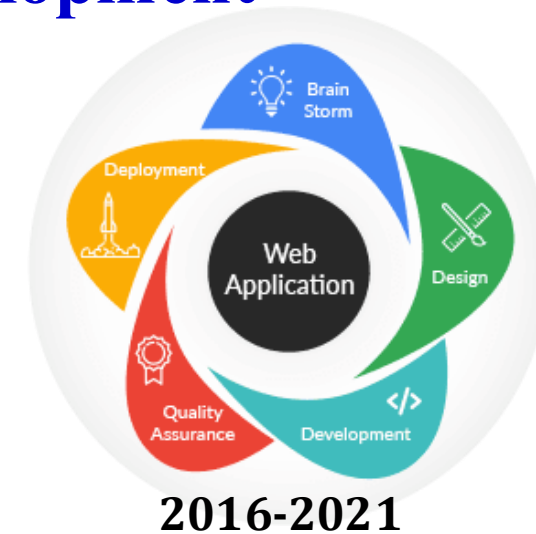 Brain
Storm
Deployment
Web
Application
Design
Quality
Assurance
</>
Development
2016-2021